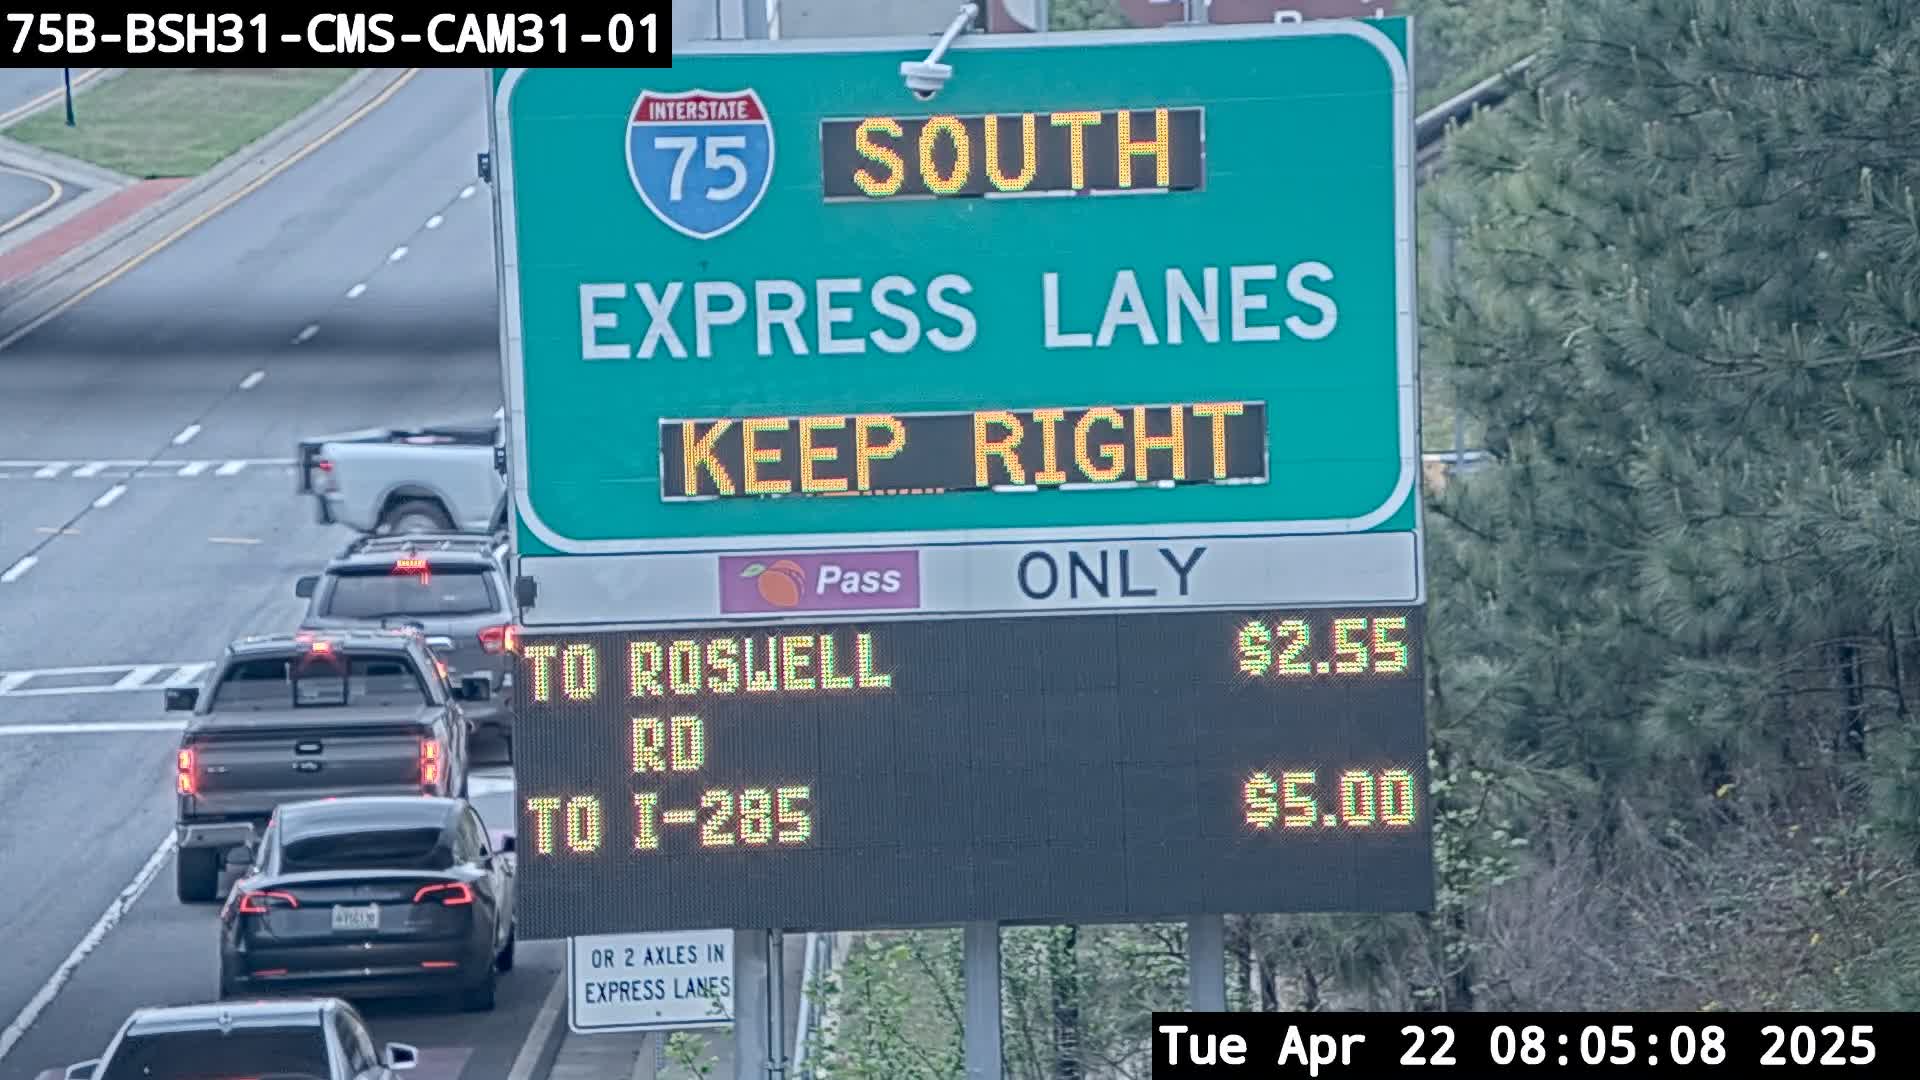 75B-BSH31-CMS-CAM31-01
INTERSTATE
75
SOUTH
EXPRESS LANES
KEEP RIGHT
Pass ONLY
TO ROSWELL $2.55
RD
TO I-285 $5.00
OR 2 AXLES IN
EXPRESS LANES
Tue Apr 22 08:05:08 2025